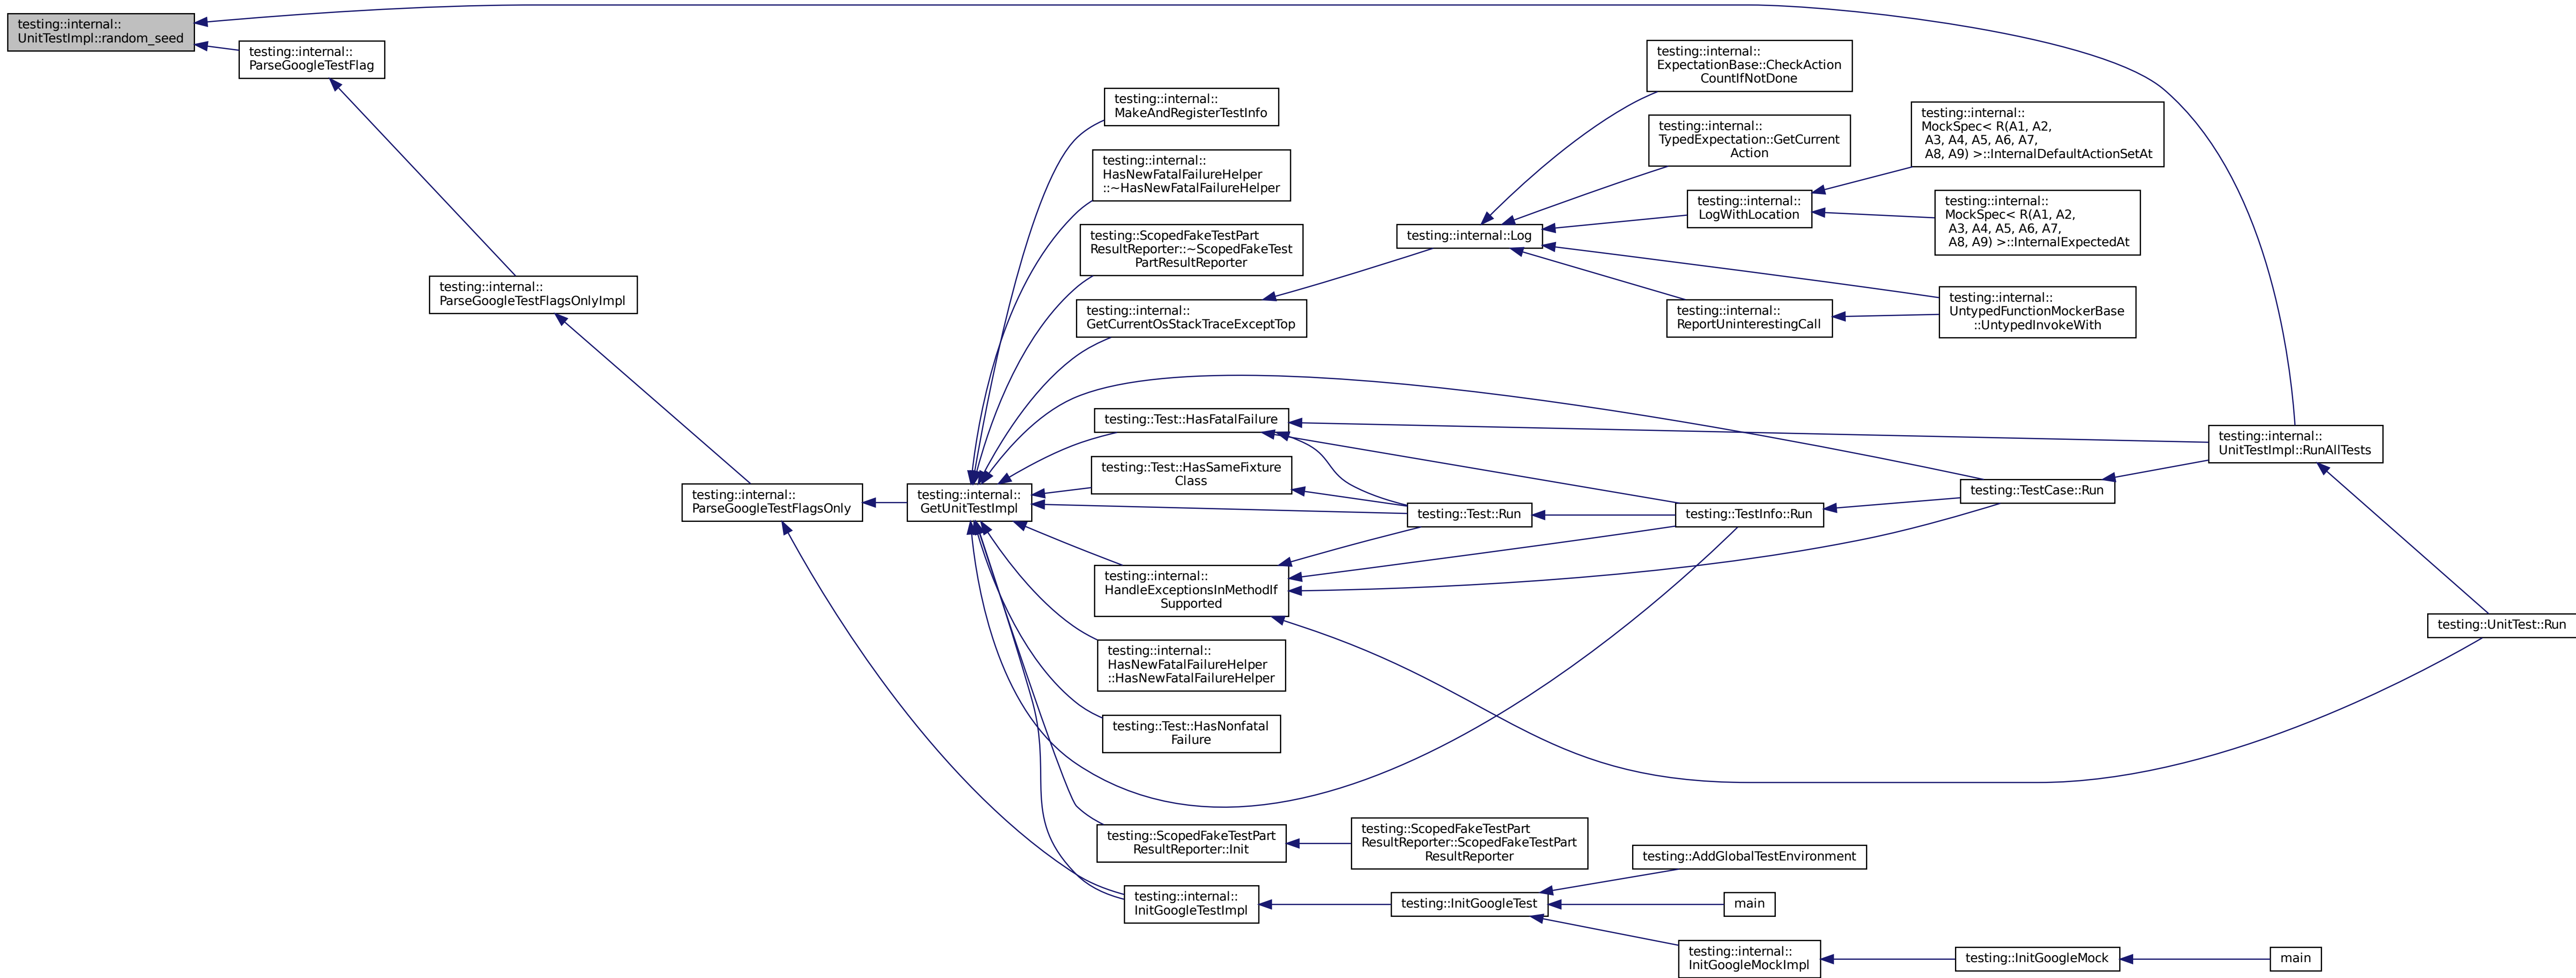 testing::internal::
UnitTestImpl::random_seed
testing::internal::
ParseGoogleTestFlag
testing::internal::
ParseGoogleTestFlagsOnlyImpl
testing::internal::
ParseGoogleTestFlagsOnly
testing::internal::
GetUnitTestImpl
testing::internal::
MakeAndRegisterTestInfo
testing::internal::
HasNewFatalFailureHelper
::~HasNewFatalFailureHelper
testing::ScopedFakeTestPart
ResultReporter::~ScopedFakeTest
PartResultReporter
testing::internal::
GetCurrentOsStackTraceExceptTop
testing::Test::HasFatalFailure
testing::Test::HasSameFixture
Class
testing::internal::
HandleExceptionsInMethodIf
Supported
testing::internal::
HasNewFatalFailureHelper
::HasNewFatalFailureHelper
testing::Test::HasNonfatal
Failure
testing::ScopedFakeTestPart
ResultReporter::Init
testing::internal::
InitGoogleTestImpl
testing::internal::Log
testing::Test::Run
testing::ScopedFakeTestPart
ResultReporter::ScopedFakeTestPart
ResultReporter
testing::InitGoogleTest
testing::internal::
ExpectationBase::CheckAction
CountIfNotDone
testing::internal::
TypedExpectation::GetCurrent
Action
testing::internal::
LogWithLocation
testing::internal::
ReportUninterestingCall
testing::TestInfo::Run
testing::AddGlobalTestEnvironment
main
testing::internal::
InitGoogleMockImpl
testing::internal::
MockSpec< R(A1, A2,
A3, A4, A5, A6, A7,
A8, A9) >::InternalDefaultActionSetAt
testing::internal::
MockSpec< R(A1, A2,
A3, A4, A5, A6, A7,
A8, A9) >::InternalExpectedAt
testing::internal::
UntypedFunctionMockerBase
::UntypedInvokeWith
testing::TestCase::Run
testing::InitGoogleMock
testing::internal::
UnitTestImpl::RunAllTests
main
testing::UnitTest::Run